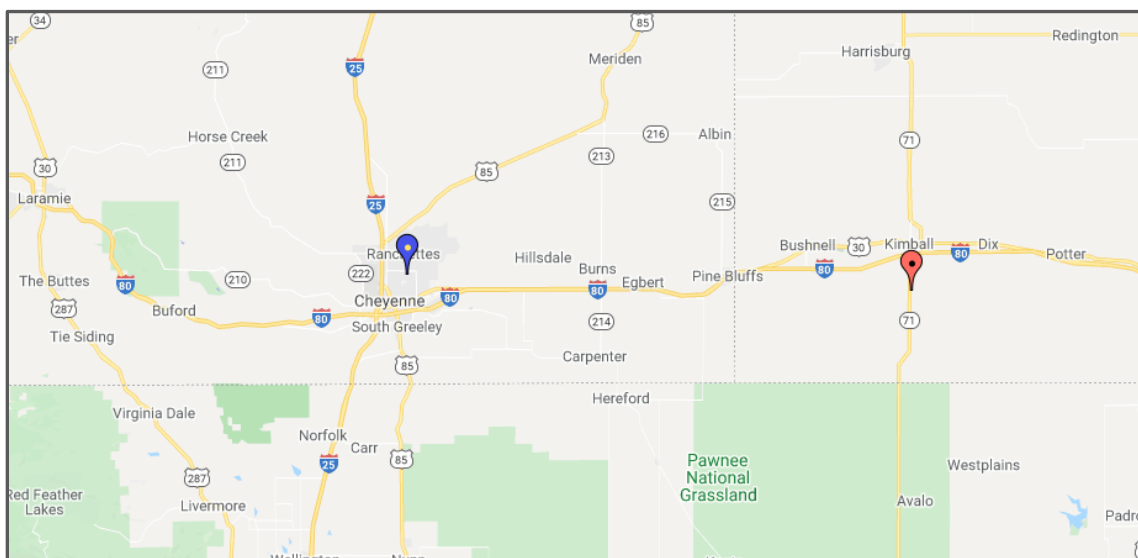 34
85
Redington
Harrisburg
25
Meriden
211
71
Horse Creek
216
Albin
213
211
30
85
Laramie
215
25
Bushnell
30
Kimball
Dix
Potter
80
Hillsdale
Burns
Egbert
Pine Bluffs
80
222
210
The Buttes
80
Cheyenne
80
80
287
Buford
80
South Greeley
214
71
Tie Siding
Carpenter
85
Hereford
Virginia Dale
Norfolk
Carr
25
85
Pawnee
National
Grassland
Westplains
287
Red Feather
Lakes
Livermore
Avalo